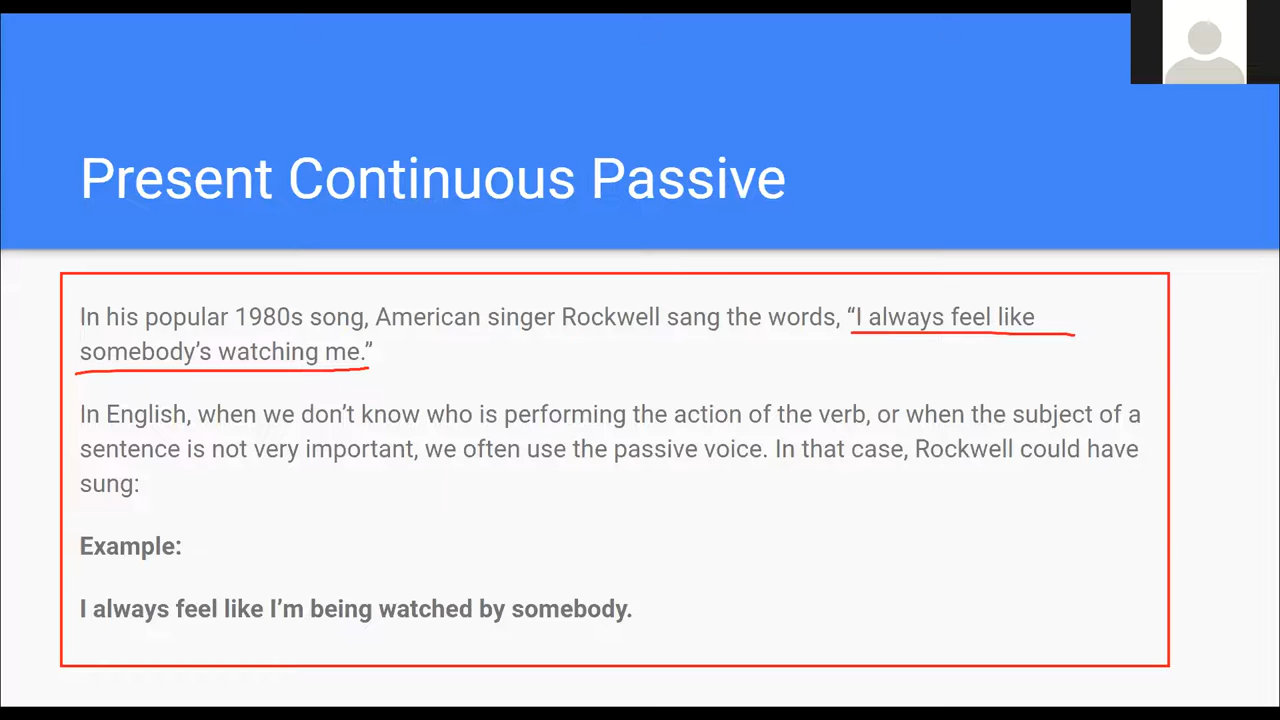 Present Continuous Passive
In his popular 1980s song, American singer Rockwell sang the words, “I always feel like
somebody’s watching me.”
In English, when we don’t know who is performing the action of the verb, or when the subject of a
sentence is not very important, we often use the passive voice. In that case, Rockwell could have
sung:
Example:
I always feel like I’m being watched by somebody.